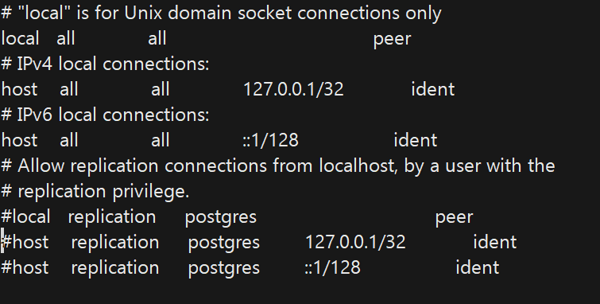 # "local" is for Unix domain socket connections only
local all all peer
# IPv4 local connections:
host all all 127.0.0.1/32 ident
# IPv6 local connections:
host all all ::1/128 ident
# Allow replication connections from localhost, by a user with the
# replication privilege.
#local replication postgres peer
#host replication postgres 127.0.0.1/32 ident
#host replication postgres ::1/128 ident